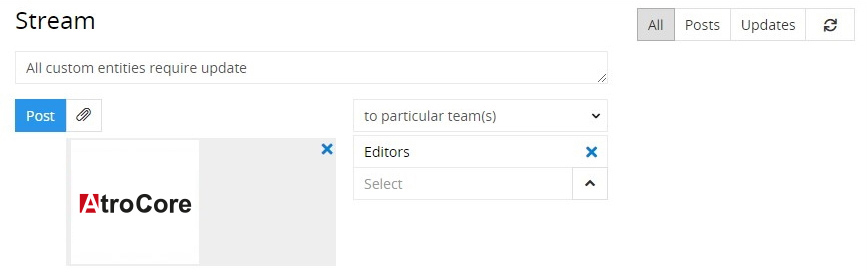 Stream
All Posts Updates
All custom entities require update
Post
to particular team(s)
Editors
Select
AtroCore